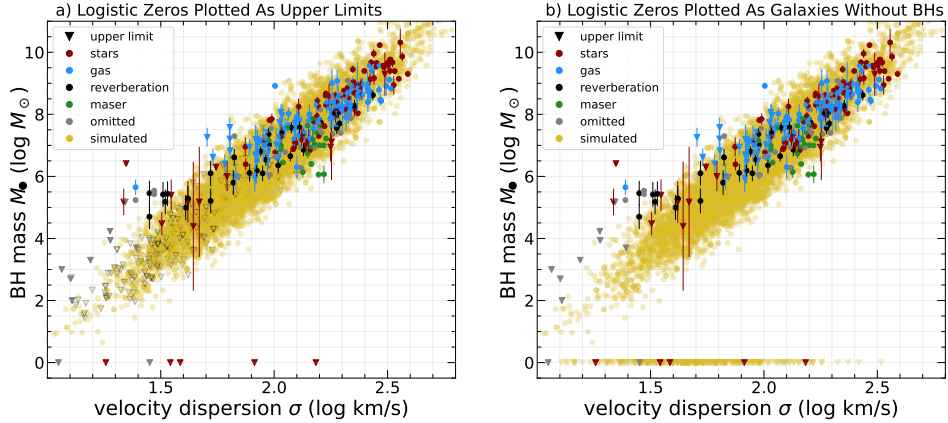 a) Logistic Zeros Plotted As Upper Limits
upper limit
stars
gas
reverberation
maser
omitted
simulated
10
8
6
4
2
0
1.5
2.0
2.5
BH mass M● (log M⊙)
velocity dispersion σ (log km/s)
b) Logistic Zeros Plotted As Galaxies Without BHs
upper limit
stars
gas
reverberation
maser
omitted
simulated
10
8
6
4
2
0
1.5
2.0
2.5
BH mass M● (log M⊙)
velocity dispersion σ (log km/s)